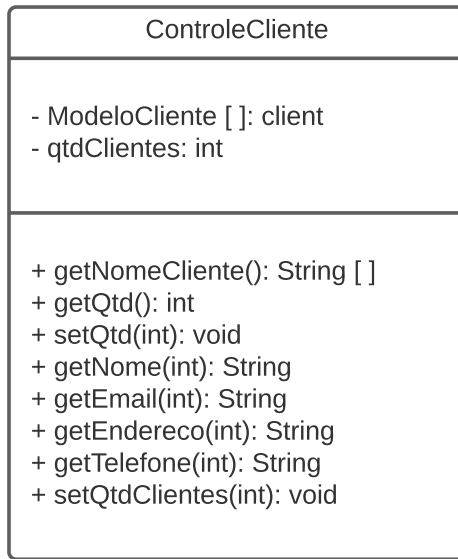 ControleCliente
- ModeloCliente [ ]: client
- qtdClientes: int
+ getNomeCliente(): String [ ]
+ getQtd(): int
+ setQtd(int): void
+ getNome(int): String
+ getEmail(int): String
+ getEndereco(int): String
+ getTelefone(int): String
+ setQtdClientes(int): void